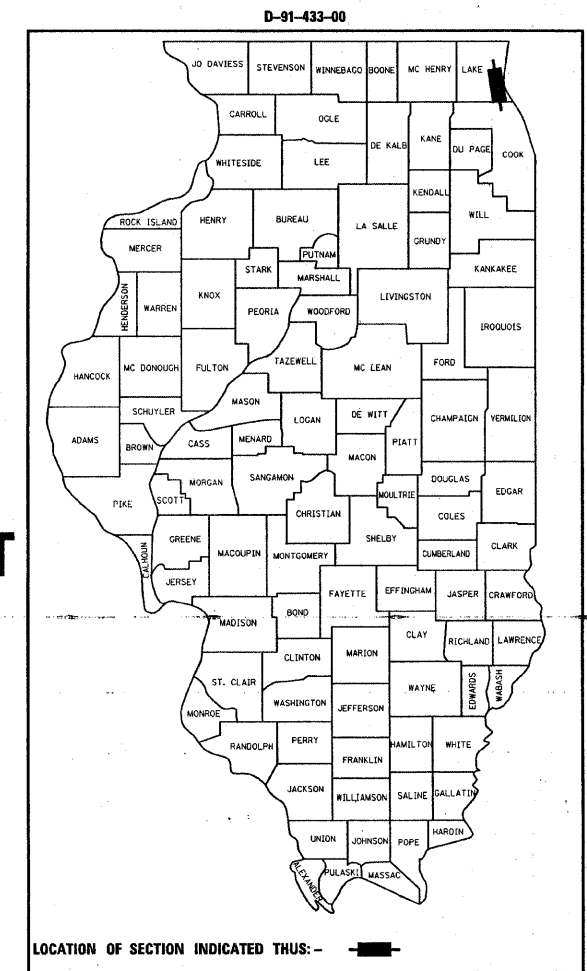 D-91-433-00
JO DAVIESS STEVENSON WINNEBAGO BOONE MC HENRY LAKE
CARROLL OGLE
DE KALB KANE DU PAGE COOK
WHITESIDE LEE
KENDALL
ROCK ISLAND HENRY BUREAU LA SALLE WILL
MERCER PUTNAM GRUNDY
STARK MARSHALL KANKAKEE
HENDERSON WARREN KNOX PEORIA WOODFORD LIVINGSTON
IROQUOIS
HANCOCK MC DONOUGH FULTON TAZEWELL MC LEAN FORD
MASON
SCHUYLER LOGAN DE WITT CHAMPAIGN VERMILION
ADAMS BROWN CASS MENARD PIATT
MACON
MORGAN SANGAMON DOUGLAS
PIKE SCOTT CHRISTIAN MOULTRIE EDGAR
COLES
GREENE SHELBY
CALHOUN MACOUPIN MONTGOMERY CUMBERLAND CLARK
JERSEY FAYETTE EFFINGHAM JASPER CRAWFORD
BOND
MADISON CLAY
MARION RICHLAND LAWRENCE
CLINTON
ST. CLAIR WAYNE EDWARDS WABASH
WASHINGTON JEFFERSON
MONROE
RANDOLPH PERRY HAMILTON WHITE
FRANKLIN
JACKSON WILLIAMSON SALINE GALLATIN
UNION JOHNSON POPE HARDIN
ALEXANDER PULASKI MASSAC
LOCATION OF SECTION INDICATED THUS: -